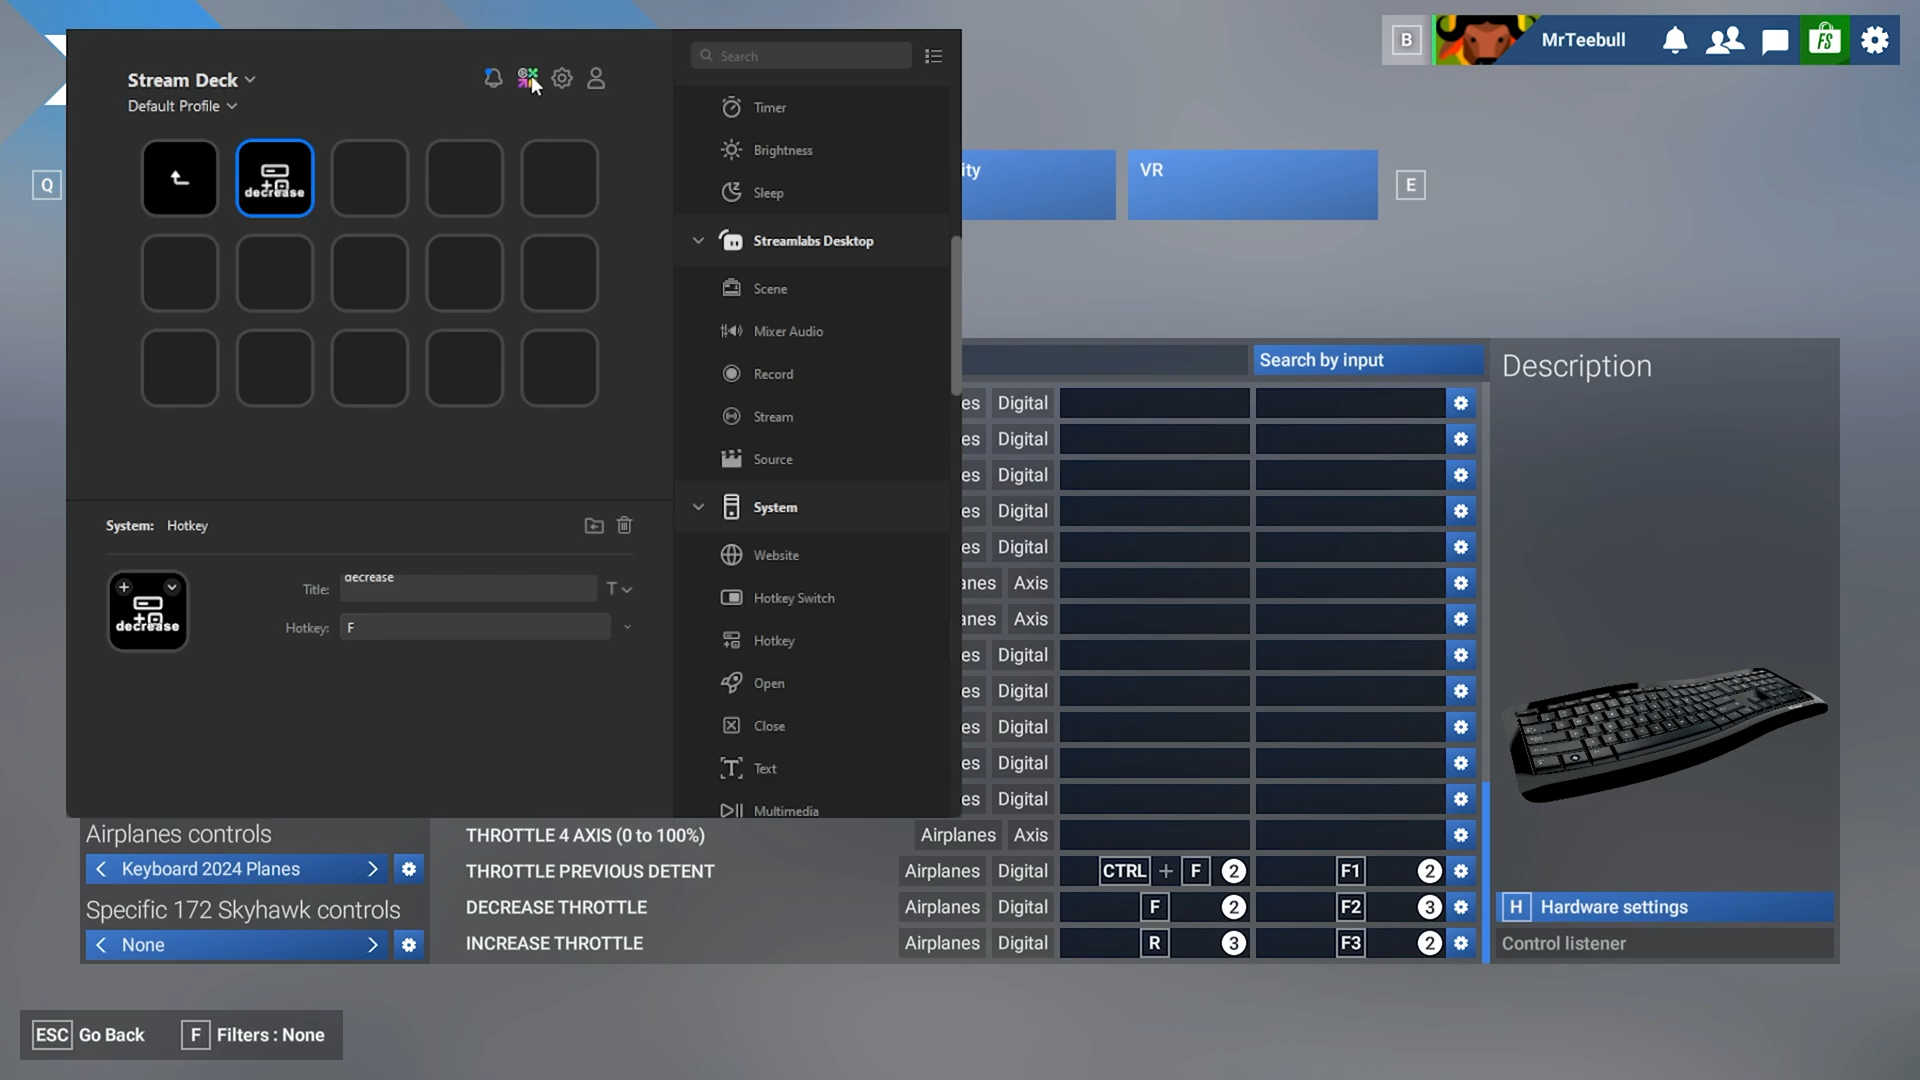 B
MrTeebull
FS
Stream Deck
Default Profile
Search
Timer
Brightness
Sleep
Streamlabs Desktop
Scene
Mixer Audio
Record
Stream
Source
System
Website
Hotkey Switch
Hotkey
Open
Close
Text
Multimedia
decrease
System: Hotkey
decrease
Title: decrease
T
Hotkey: F
Q
ity
VR
E
Search by input
Description
es Digital
es Digital
es Digital
es Digital
es Digital
anes Axis
anes Axis
es Digital
es Digital
es Digital
es Digital
es Digital
Airplanes controls
Keyboard 2024 Planes
Specific 172 Skyhawk controls
None
THROTTLE 4 AXIS (0 to 100%) Airplanes Axis
THROTTLE PREVIOUS DETENT Airplanes Digital CTRL + F 2 F1 2
DECREASE THROTTLE Airplanes Digital F 2 F2 3
INCREASE THROTTLE Airplanes Digital R 3 F3 2
H Hardware settings
Control listener
ESC Go Back
F Filters : None